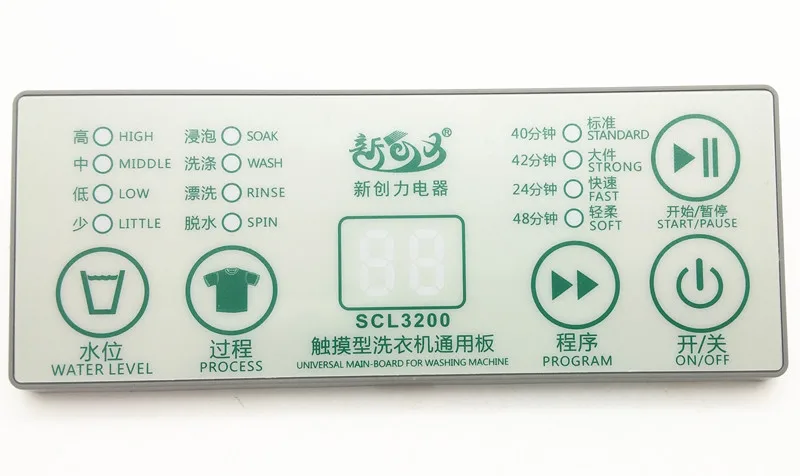 高 HIGH
中 MIDDLE
低 LOW
少 LITTLE
水位
WATER LEVEL
浸泡 SOAK
洗涤 WASH
漂洗 RINSE
脱水 SPIN
过程
PROCESS
®
新创力电器
88
SCL3200
触摸型洗衣机通用板
UNIVERSAL MAIN-BOARD FOR WASHING MACHINE
40分钟 标准 STANDARD
42分钟 大件 STRONG
24分钟 快速 FAST
48分钟 轻柔 SOFT
程序
PROGRAM
开始/暂停
START/PAUSE
开/关
ON/OFF